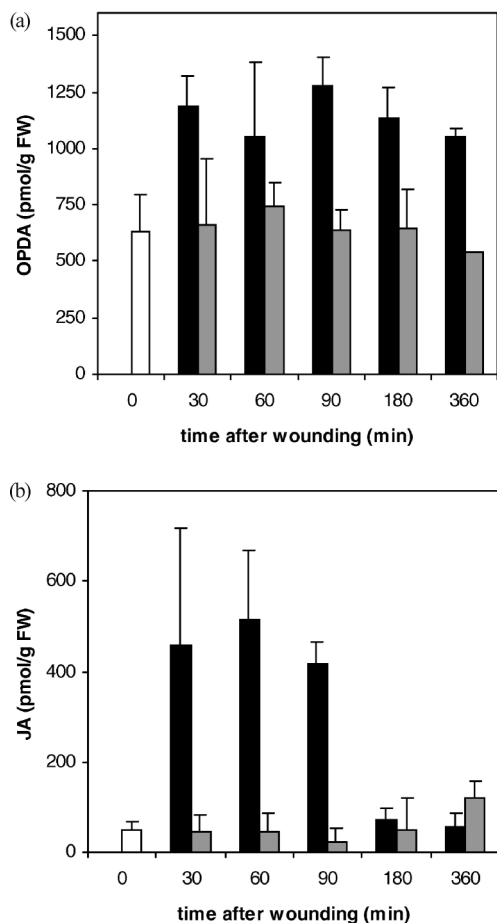 (a)
1500
1250
1000
750
500
250
0
OPDA (pmol/g FW)
0 30 60 90 180 360
time after wounding (min)
(b)
800
600
400
200
0
JA (pmol/g FW)
0 30 60 90 180 360
time after wounding (min)